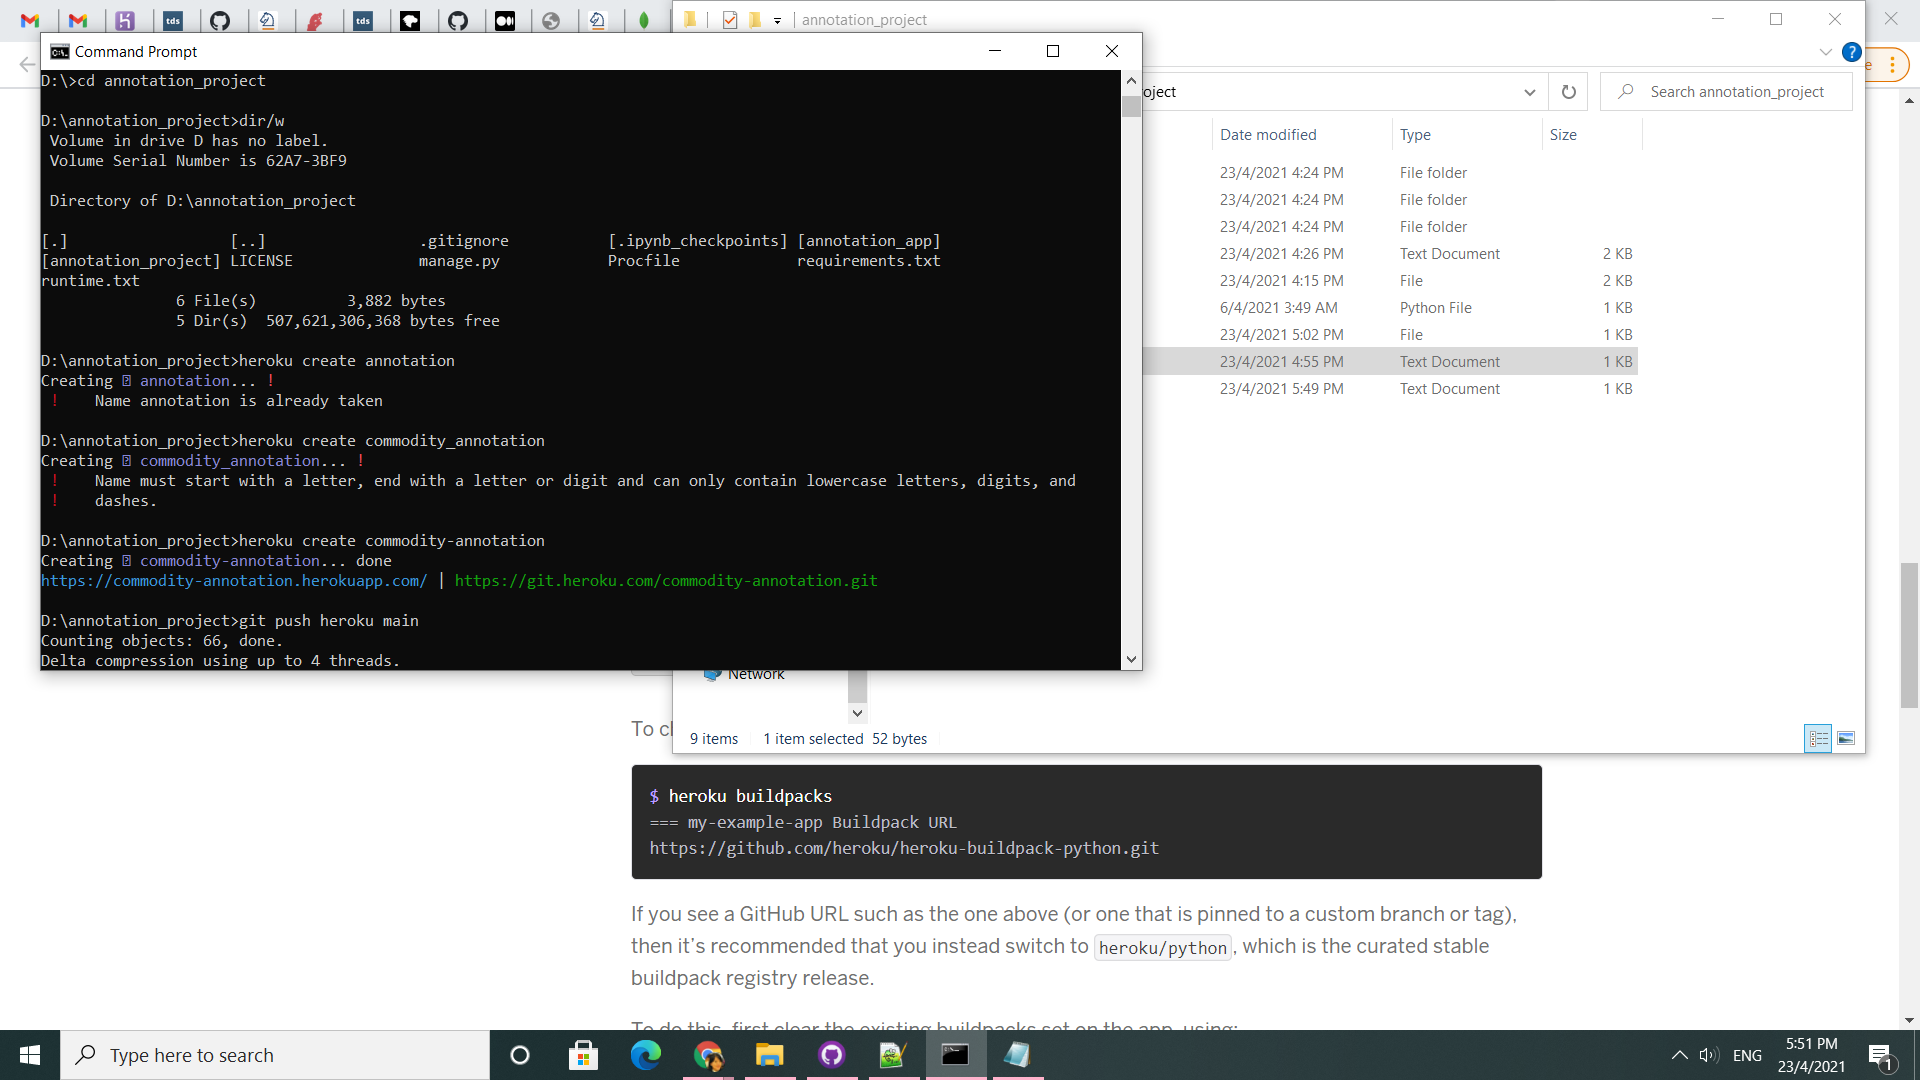 annotation_project
Command Prompt
D:\>cd annotation_project
D:\annotation_project>dir/w
Volume in drive D has no label.
Volume Serial Number is 62A7-3BF9
Directory of D:\annotation_project
[.] [..] .gitignore [.ipynb_checkpoints] [annotation_app]
[annotation_project] LICENSE manage.py Procfile requirements.txt
runtime.txt
6 File(s) 3,882 bytes
5 Dir(s) 507,621,306,368 bytes free
D:\annotation_project>heroku create annotation
Creating annotation... !
! Name annotation is already taken
D:\annotation_project>heroku create commodity_annotation
Creating commodity_annotation... !
! Name must start with a letter, end with a letter or digit and can only contain lowercase letters, digits, and
! dashes.
D:\annotation_project>heroku create commodity-annotation
Creating commodity-annotation... done
https://commodity-annotation.herokuapp.com/ | https://git.heroku.com/commodity-annotation.git
D:\annotation_project>git push heroku main
Counting objects: 66, done.
Delta compression using up to 4 threads.
oject
Search annotation_project
Date modified Type Size
23/4/2021 4:24 PM File folder
23/4/2021 4:24 PM File folder
23/4/2021 4:24 PM File folder
23/4/2021 4:26 PM Text Document 2 KB
23/4/2021 4:15 PM File 2 KB
6/4/2021 3:49 AM Python File 1 KB
23/4/2021 5:02 PM File 1 KB
23/4/2021 4:55 PM Text Document 1 KB
23/4/2021 5:49 PM Text Document 1 KB
Network
9 items 1 item selected 52 bytes
To
$ heroku buildpacks
=== my-example-app Buildpack URL
https://github.com/heroku/heroku-buildpack-python.git
If you see a GitHub URL such as the one above (or one that is pinned to a custom branch or tag),
then it's recommended that you instead switch to heroku/python, which is the curated stable
buildpack registry release.
To do this, first clear the existing buildpacks set on the app, using:
Type here to search
ENG
5:51 PM
23/4/2021
1